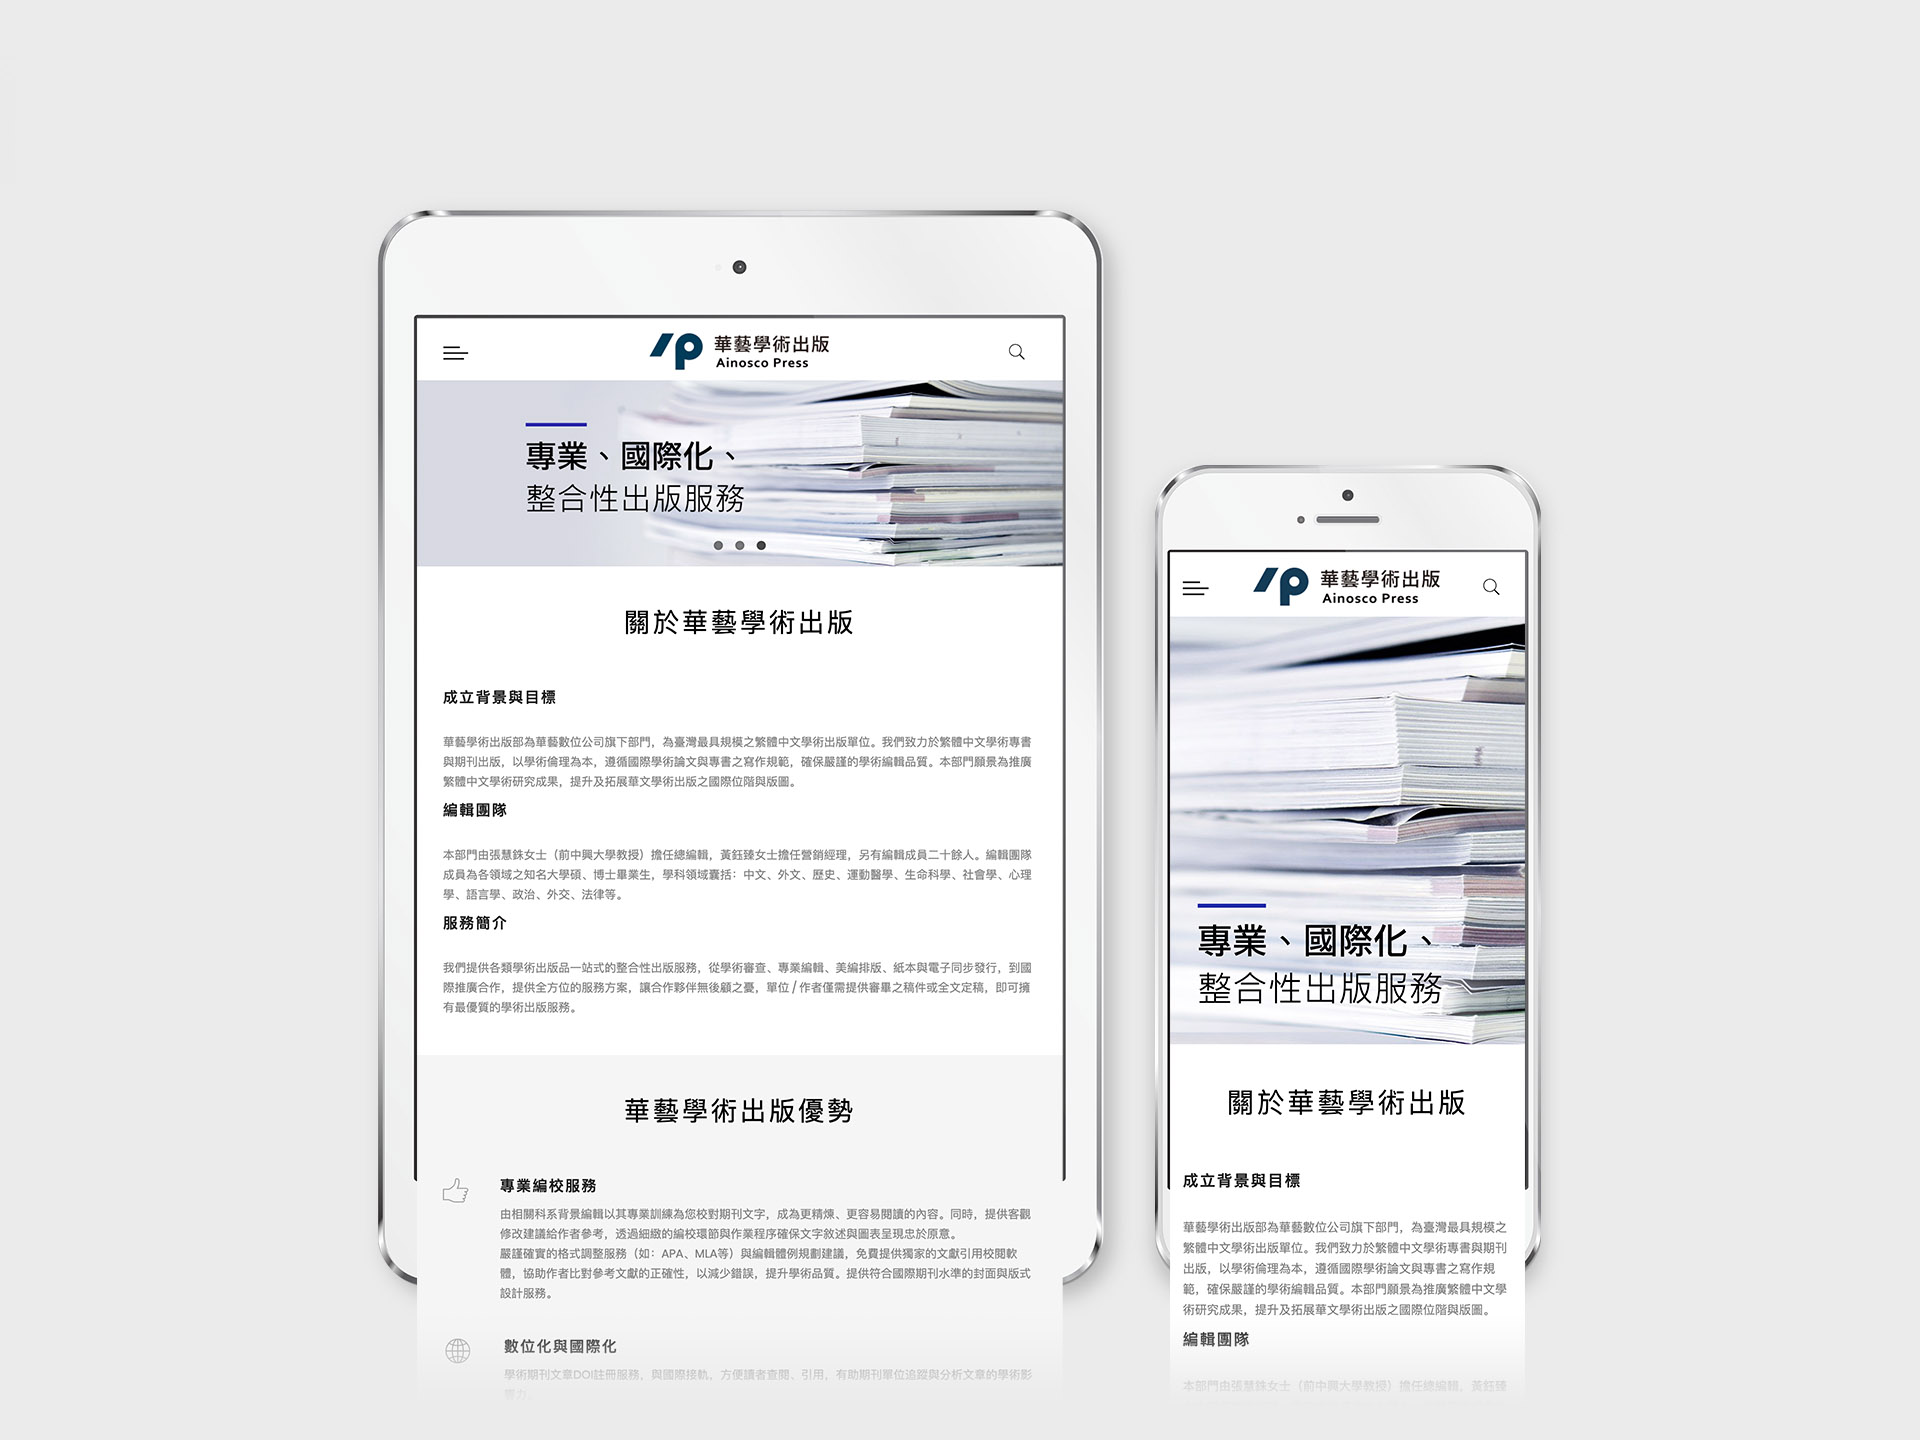 華藝學術出版
Ainosco Press
專業、國際化、
整合性出版服務
關於華藝學術出版
成立背景與目標
華藝學術出版部為華藝數位公司旗下部門，為臺灣最具規模之繁體中文學術出版單位。我們致力於繁體中文學術專書
與期刊出版，以學術倫理為本，遵循國際學術論文與專書之寫作規範，確保嚴謹的學術編輯品質。本部門願景為推廣
繁體中文學術研究成果，提升及拓展華文學術出版之國際位階與版圖。
編輯團隊
本部門由張慧銖女士（前中興大學教授）擔任總編輯，黃鈺臻女士擔任營銷經理，另有編輯成員二十餘人。編輯團隊
成員為各領域之知名大學碩、博士畢業生，學科領域囊括：中文、外文、歷史、運動醫學、生命科學、社會學、心理
學、語言學、政治、外交、法律等。
服務簡介
我們提供各類學術出版品一站式的整合性出版服務，從學術審查、專業編輯、美編排版、紙本與電子同步發行，到國
際推廣合作，提供全方位的服務方案，讓合作夥伴無後顧之憂，單位 / 作者僅需提供審畢之稿件或全文定稿，即可擁
有最優質的學術出版服務。
華藝學術出版優勢
專業編校服務
由相關科系背景編輯以其專業訓練為您校對期刊文字，成為更精煉、更容易閱讀的內容。同時，提供客觀
修改建議給作者參考，透過細緻的編校環節與作業程序確保文字敘述與圖表呈現忠於原意。
嚴謹確實的格式調整服務（如：APA、MLA等）與編輯體例規劃建議，免費提供獨家的文獻引用校閱軟
體，協助作者比對參考文獻的正確性，以減少錯誤，提升學術品質。提供符合國際期刊水準的封面與版式
設計服務。
數位化與國際化
學術期刊文章DOI註冊服務，與國際接軌，方便讀者查閱、引用，有助期刊單位追蹤與分析文章的學術影
響力。
華藝學術出版
Ainosco Press
專業、國際化、
整合性出版服務
關於華藝學術出版
成立背景與目標
華藝學術出版部為華藝數位公司旗下部門，為臺灣最具規模之
繁體中文學術出版單位。我們致力於繁體中文學術專書與期刊
出版，以學術倫理為本，遵循國際學術論文與專書之寫作規
範，確保嚴謹的學術編輯品質。本部門願景為推廣繁體中文學
術研究成果，提升及拓展華文學術出版之國際位階與版圖。
編輯團隊
本部門由張慧銖女士（前中興大學教授）擔任總編輯，黃鈺臻